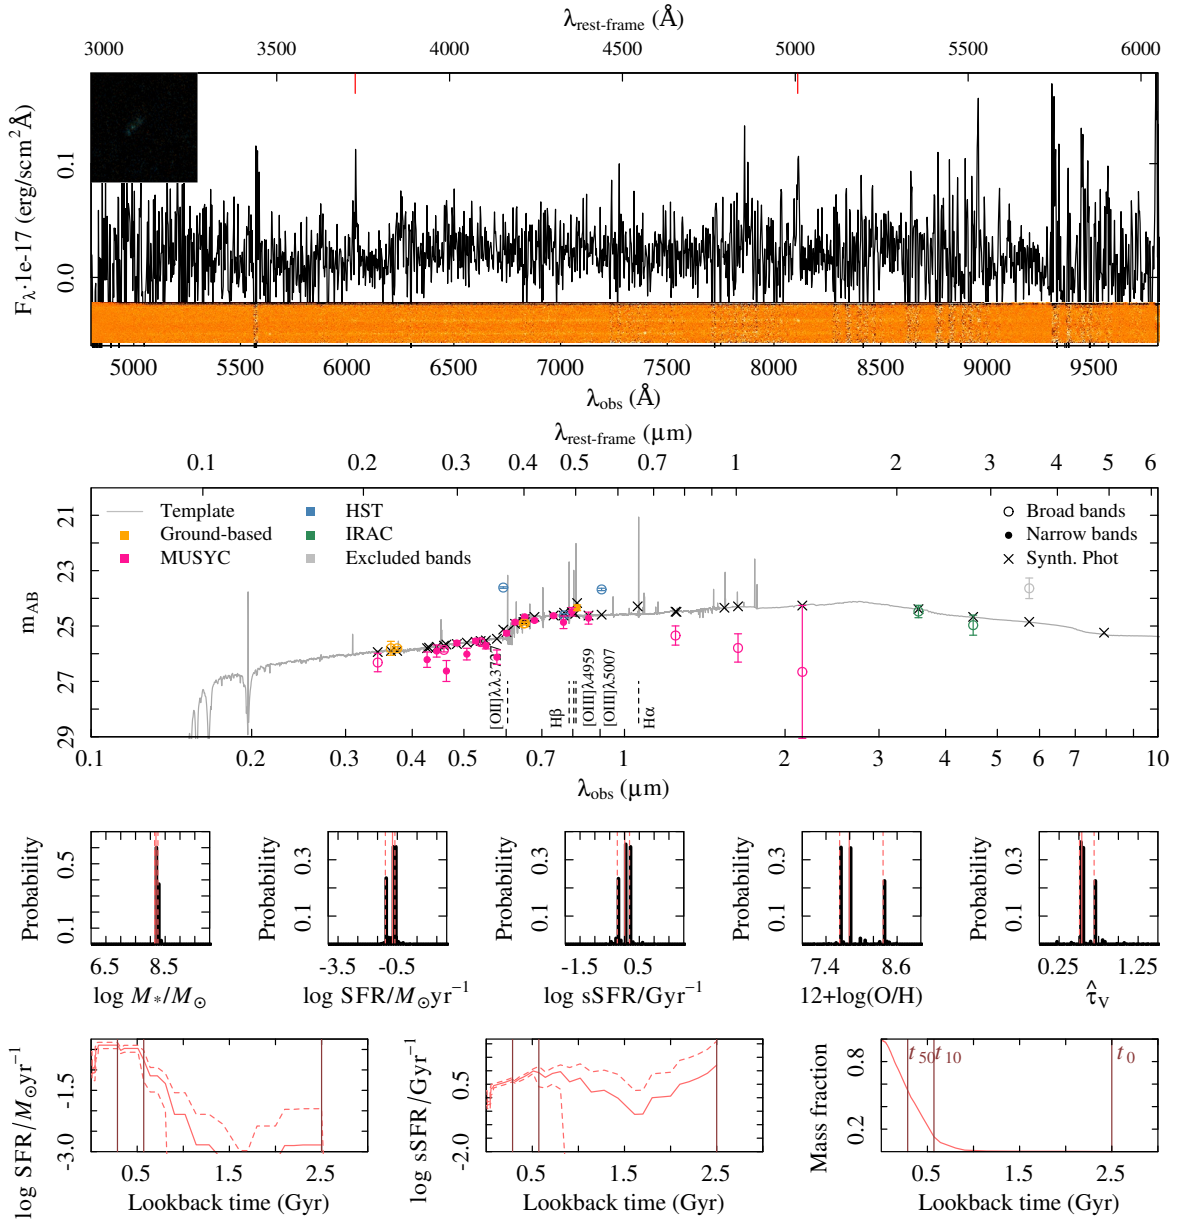 λrest-frame (Å)
3000 3500 4000 4500 5000 5500 6000
Fλ·1e-17 (erg/scm²Å)
0.0 0.1
5000 5500 6000 6500 7000 7500 8000 8500 9000 9500
λobs (Å)
λrest-frame (μm)
0.1 0.2 0.3 0.4 0.5 0.7 1 2 3 4 5 6
mAB
21
23
25
27
29
Template
Ground-based
MUSYC
HST
IRAC
Excluded bands
Broad bands
Narrow bands
Synth. Phot
[OII]λλ3727
Hβ
[OIII]λ4959
[OIII]λ5007
Hα
0.1 0.2 0.3 0.4 0.5 0.7 1 2 3 4 5 6 7 10
λobs (μm)
Probability
0.1 0.5
6.5 8.5
log M*/M⊙
Probability
0.1 0.3
-3.5 -0.5
log SFR/M⊙yr⁻¹
Probability
0.1 0.3
-1.5 0.5
log sSFR/Gyr⁻¹
Probability
0.1 0.3
7.4 8.6
12+log(O/H)
Probability
0.1 0.3
0.25 1.25
τ̂V
log SFR/M⊙yr⁻¹
-3.0 -1.5
0.5 1.5 2.5
Lookback time (Gyr)
log sSFR/Gyr⁻¹
-2.0 0.5
0.5 1.5 2.5
Lookback time (Gyr)
Mass fraction
0.2 0.8
t50 t10 t0
0.5 1.5 2.5
Lookback time (Gyr)